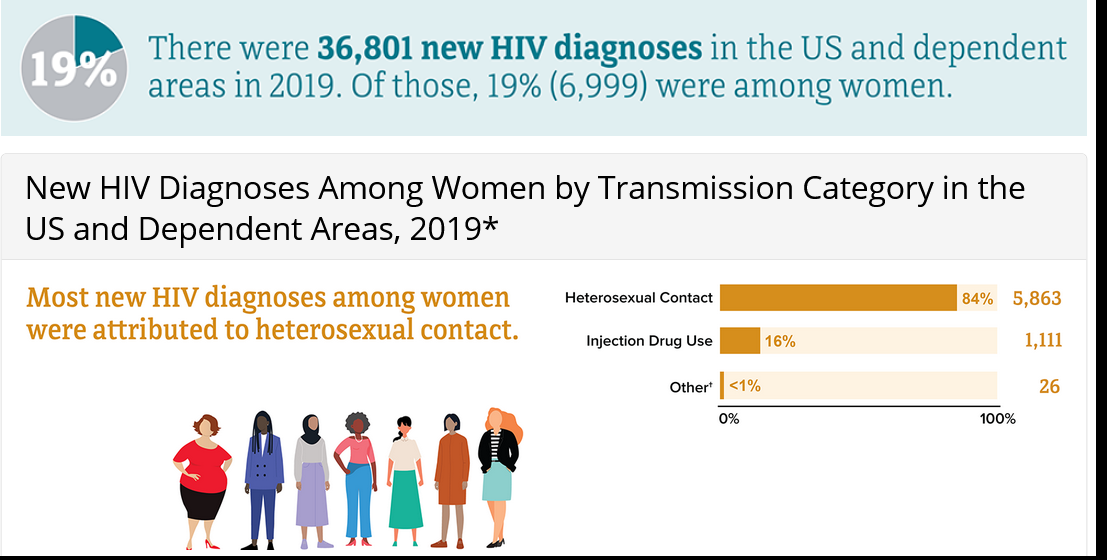 19%
There were 36,801 new HIV diagnoses in the US and dependent
areas in 2019. Of those, 19% (6,999) were among women.
New HIV Diagnoses Among Women by Transmission Category in the
US and Dependent Areas, 2019*
Most new HIV diagnoses among women
were attributed to heterosexual contact.
Heterosexual Contact 84% 5,863
Injection Drug Use 16% 1,111
Other† <1% 26
0% 100%